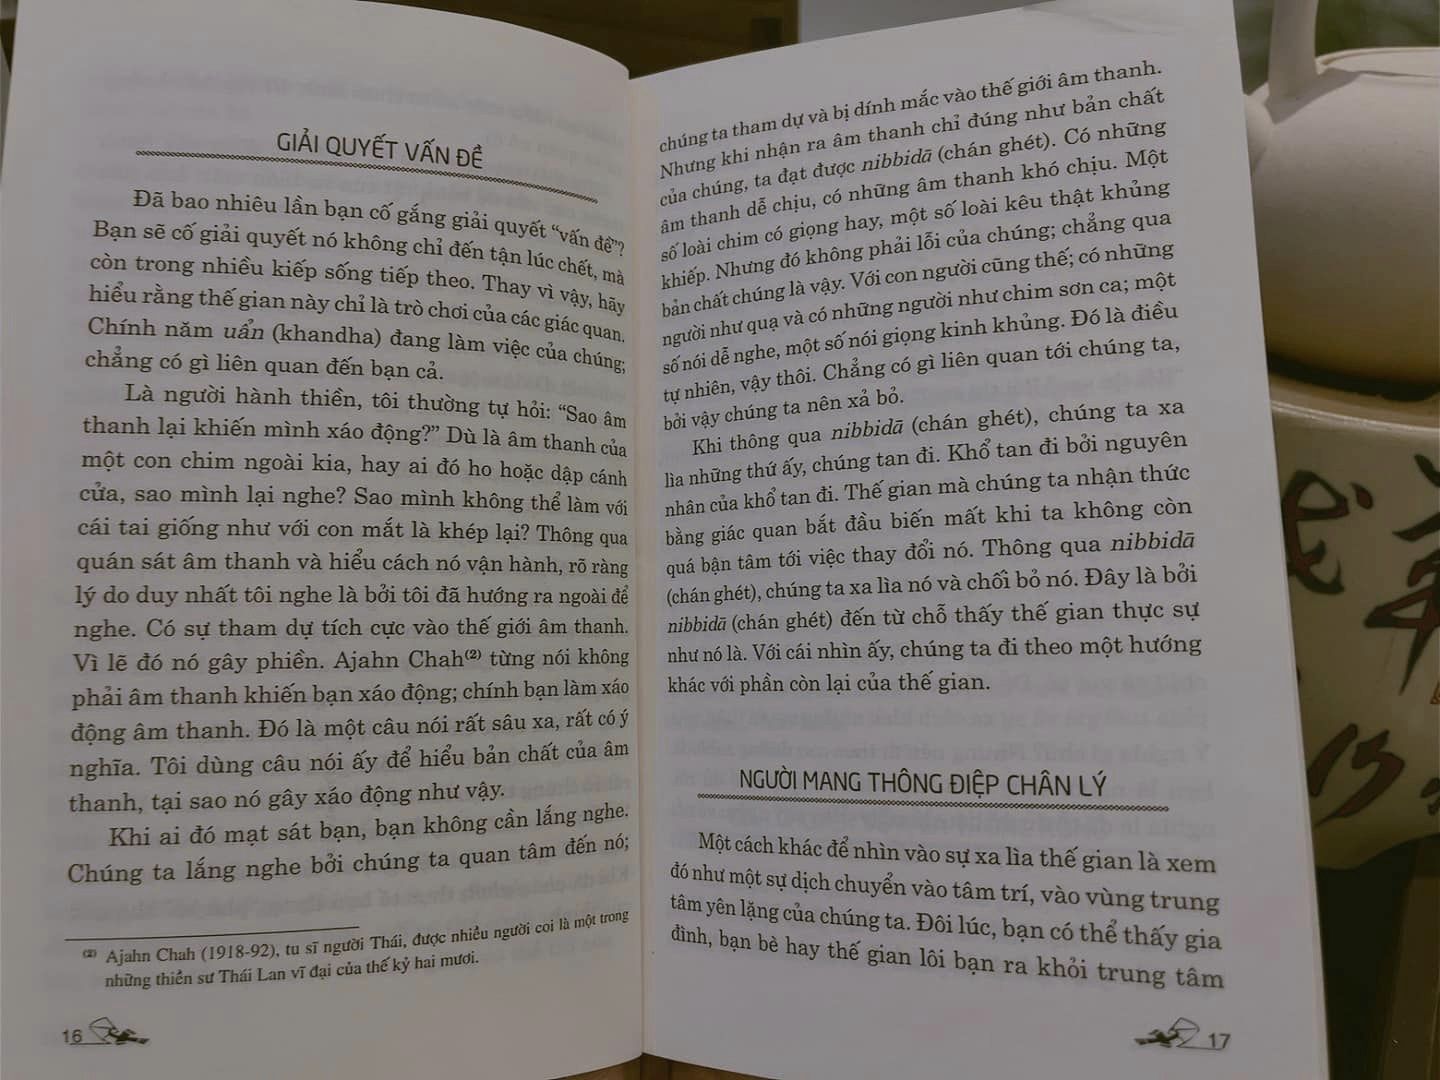 GIẢI QUYẾT VẤN ĐỀ
Đã bao nhiêu lần bạn cố gắng giải quyết “vấn đề”?
Bạn sẽ cố giải quyết nó không chỉ đến tận lúc chết, mà
còn trong nhiều kiếp sống tiếp theo. Thay vì vậy, hãy
hiểu rằng thế gian này chỉ là trò chơi của các giác quan.
Chính năm uẩn (khandha) đang làm việc của chúng;
chẳng có gì liên quan đến bạn cả.
Là người hành thiền, tôi thường tự hỏi: “Sao âm
thanh lại khiến mình xáo động?” Dù là âm thanh của
một con chim ngoài kia, hay ai đó ho hoặc dập cánh
cửa, sao mình lại nghe? Sao mình không thể làm với
cái tai giống như với con mắt là khép lại? Thông qua
quán sát âm thanh và hiểu cách nó vận hành, rõ ràng
lý do duy nhất tôi nghe là bởi tôi đã hướng ra ngoài để
nghe. Có sự tham dự tích cực vào thế giới âm thanh.
Vì lẽ đó nó gây phiền. Ajahn Chah(2) từng nói không
phải âm thanh khiến bạn xáo động; chính bạn làm xáo
động âm thanh. Đó là một câu nói rất sâu xa, rất có ý
nghĩa. Tôi dùng câu nói ấy để hiểu bản chất của âm
thanh, tại sao nó gây xáo động như vậy.
Khi ai đó mạt sát bạn, bạn không cần lắng nghe.
Chúng ta lắng nghe bởi chúng ta quan tâm đến nó;
(2) Ajahn Chah (1918-92), tu sĩ người Thái, được nhiều người coi là một trong
những thiền sư Thái Lan vĩ đại của thế kỷ hai mươi.
16
chúng ta tham dự và bị dính mắc vào thế giới âm thanh.
Nhưng khi nhận ra âm thanh chỉ đúng như bản chất
của chúng, ta đạt được nibbidā (chán ghét). Có những
âm thanh dễ chịu, có những âm thanh khó chịu. Một
số loài chim có giọng hay, một số loài kêu thật khủng
khiếp. Nhưng đó không phải lỗi của chúng; chẳng qua
bản chất chúng là vậy. Với con người cũng thế; có những
người như quạ và có những người như chim sơn ca; một
số nói dễ nghe, một số nói giọng kinh khủng. Đó là điều
tự nhiên, vậy thôi. Chẳng có gì liên quan tới chúng ta,
bởi vậy chúng ta nên xả bỏ.
Khi thông qua nibbidā (chán ghét), chúng ta xa
lìa những thứ ấy, chúng tan đi. Khổ tan đi bởi nguyên
nhân của khổ tan đi. Thế gian mà chúng ta nhận thức
bằng giác quan bắt đầu biến mất khi ta không còn
quá bận tâm tới việc thay đổi nó. Thông qua nibbidā
(chán ghét), chúng ta xa lìa nó và chối bỏ nó. Đây là bởi
nibbidā (chán ghét) đến từ chỗ thấy thế gian thực sự
như nó là. Với cái nhìn ấy, chúng ta đi theo một hướng
khác với phần còn lại của thế gian.
NGƯỜI MANG THÔNG ĐIỆP CHÂN LÝ
Một cách khác để nhìn vào sự xa lìa thế gian là xem
đó như một sự dịch chuyển vào tâm trí, vào vùng trung
tâm yên lặng của chúng ta. Đôi lúc, bạn có thể thấy gia
đình, bạn bè hay thế gian lôi bạn ra khỏi trung tâm
17